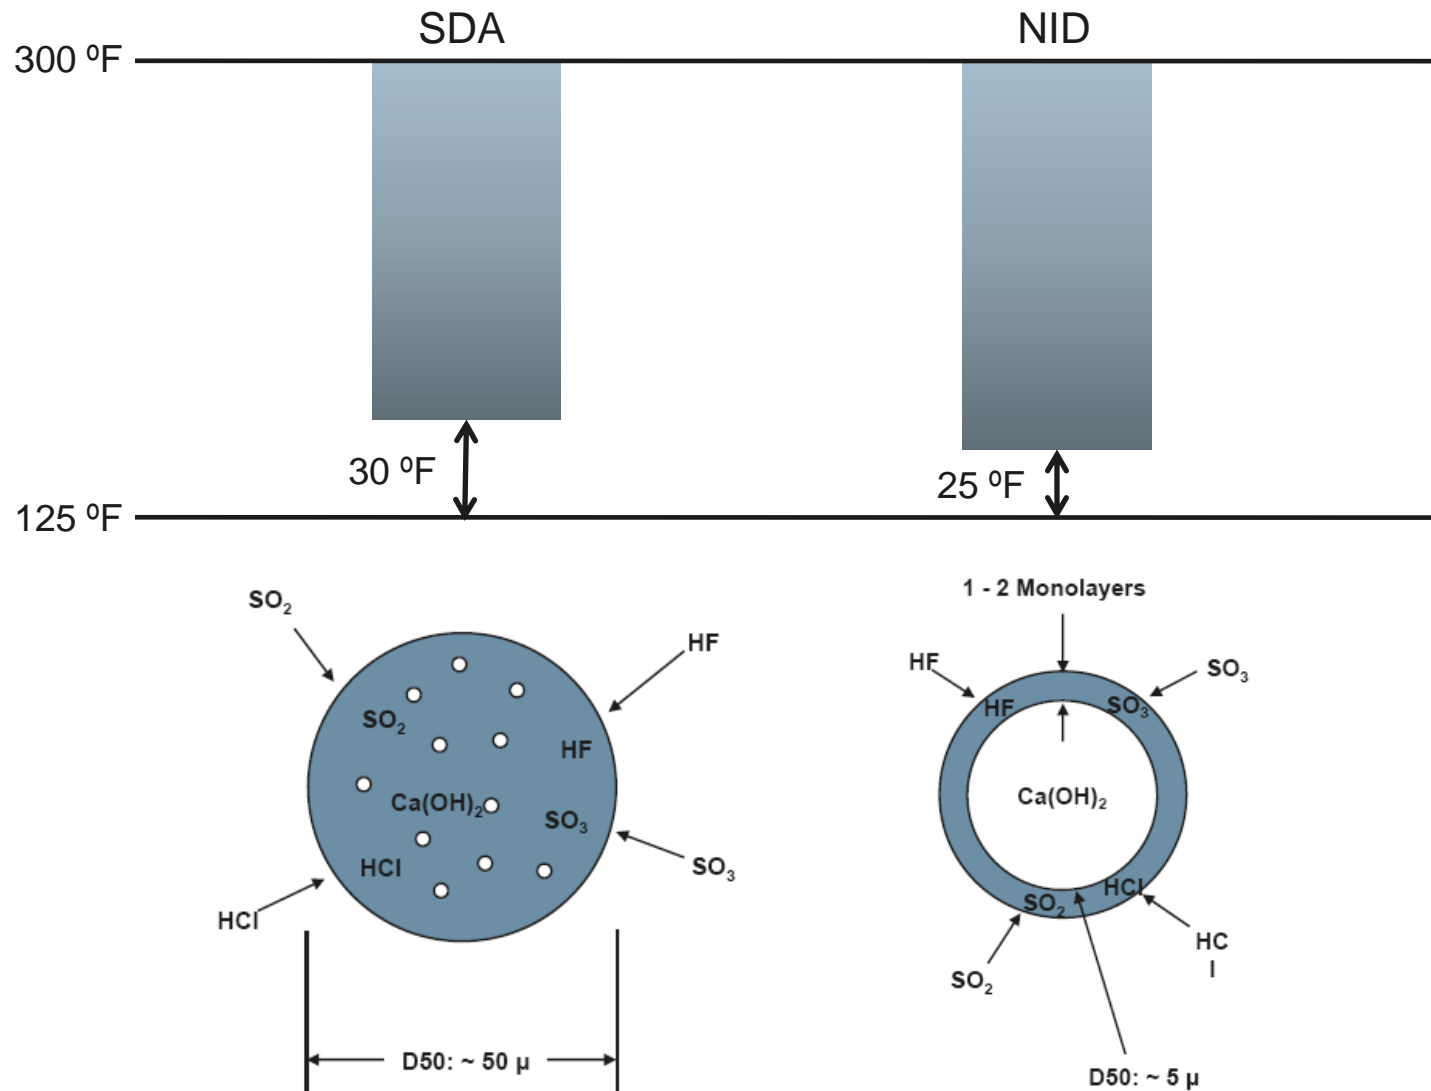 SDA
NID
300 ºF
30 ºF
25 ºF
125 ºF
1 - 2 Monolayers
SO₂
HF
HF
SO₃
SO₂
HF
Ca(OH)₂
SO₃
HCl
HCl
SO₃
HF
SO₃
Ca(OH)₂
HCl
SO₂
HC
l
SO₂
D50: ~ 50 µ
D50: ~ 5 µ